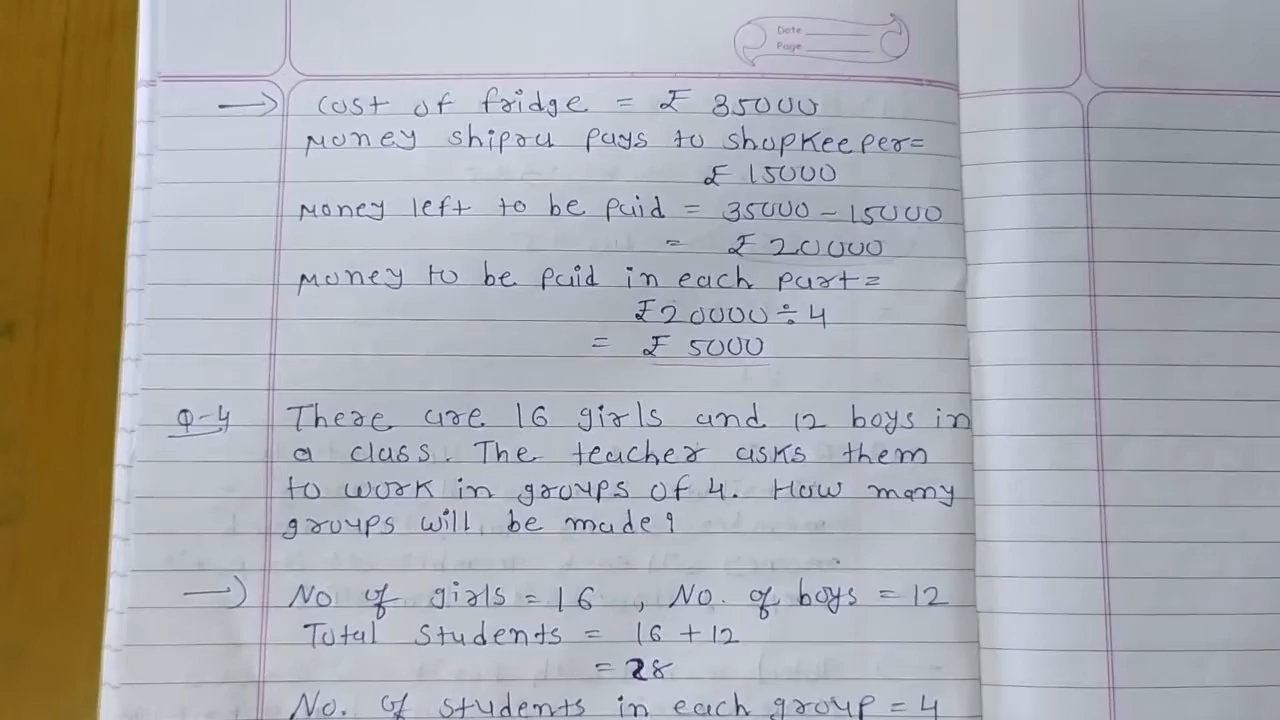 Date
Page
→ Cost of fridge = ₹ 35000
Money shipra pays to shopkeeper=
₹ 15000
Money left to be paid = 35000 - 15000
= ₹ 20000
Money to be paid in each part=
₹20000 ÷ 4
= ₹ 5000
Q-4 There are 16 girls and 12 boys in
a class. The teacher asks them
to work in groups of 4. How many
groups will be made?
→ No of girls = 16 , No. of boys = 12
Total students = 16 + 12
= 28
No. of students in each group = 4